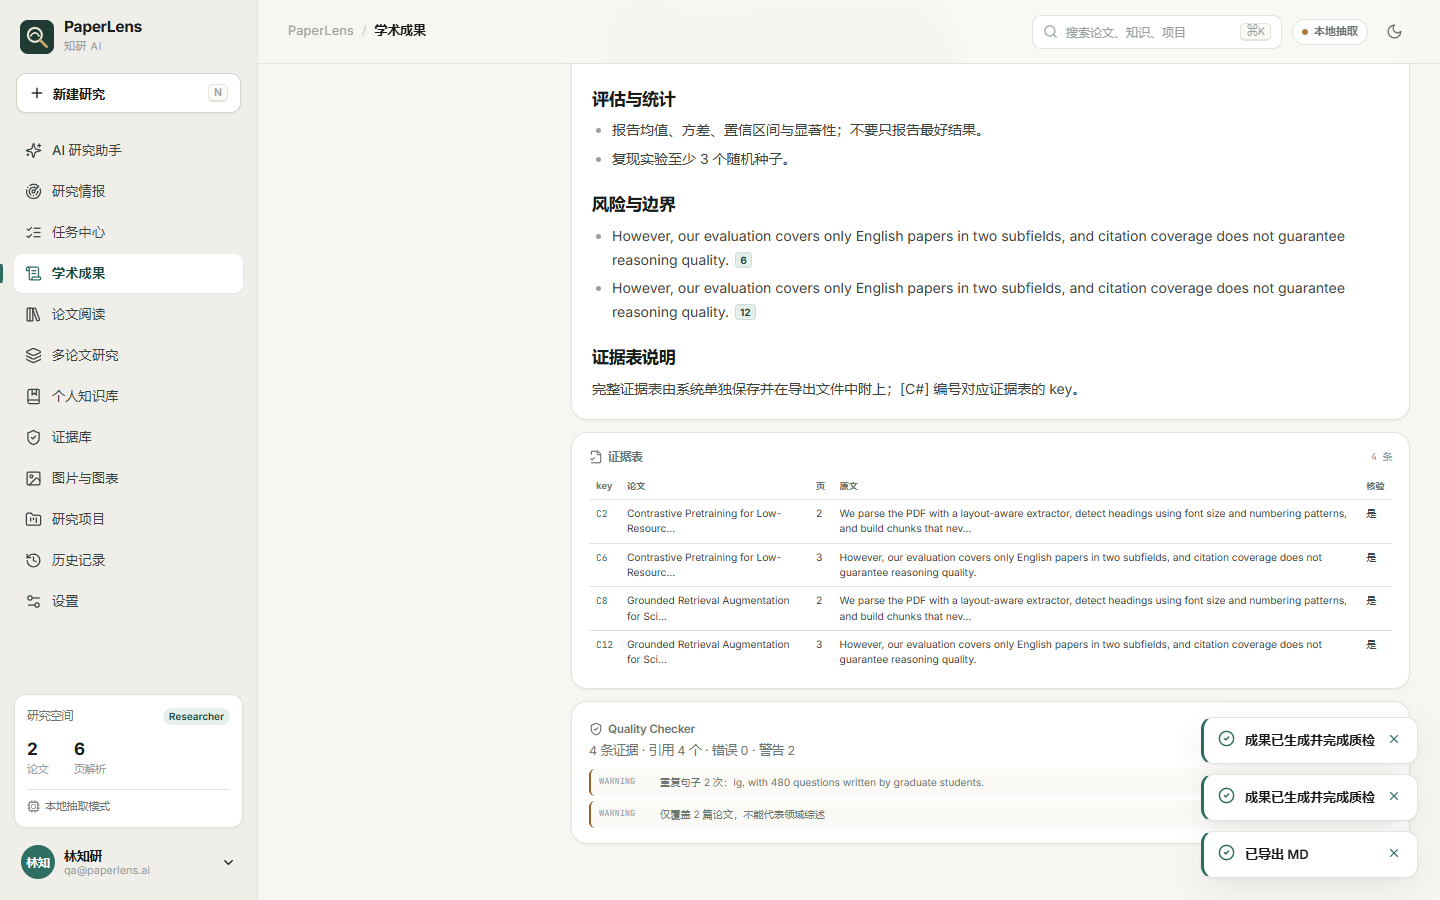 PaperLens
知研 AI
新建研究
N
AI 研究助手
研究情报
任务中心
学术成果
论文阅读
多论文研究
个人知识库
证据库
图片与图表
研究项目
历史记录
设置
研究空间
Researcher
2
6
论文
页解析
本地抽取模式
林知
林知研
qa@paperlens.ai
PaperLens / 学术成果
搜索论文、知识、项目
⌘K
本地抽取
评估与统计
报告均值、方差、置信区间与显著性；不要只报告最好结果。
复现实验至少 3 个随机种子。
风险与边界
However, our evaluation covers only English papers in two subfields, and citation coverage does not guarantee
reasoning quality. 6
However, our evaluation covers only English papers in two subfields, and citation coverage does not guarantee
reasoning quality. 12
证据表说明
完整证据表由系统单独保存并在导出文件中附上；[C#] 编号对应证据表的 key。
证据表
4 条
key 论文 页 原文 核验
C2 Contrastive Pretraining for Low-
Resourc... 2 We parse the PDF with a layout-aware extractor, detect headings using font size and numbering patterns,
and build chunks that nev... 是
C6 Contrastive Pretraining for Low-
Resourc... 3 However, our evaluation covers only English papers in two subfields, and citation coverage does not
guarantee reasoning quality. 是
C8 Grounded Retrieval Augmentation
for Sci... 2 We parse the PDF with a layout-aware extractor, detect headings using font size and numbering patterns,
and build chunks that nev... 是
C12 Grounded Retrieval Augmentation
for Sci... 3 However, our evaluation covers only English papers in two subfields, and citation coverage does not
guarantee reasoning quality. 是
Quality Checker
4 条证据 · 引用 4 个 · 错误 0 · 警告 2
WARNING 重复句子 2 次：lg, with 480 questions written by graduate students.
WARNING 仅覆盖 2 篇论文，不能代表领域综述
成果已生成并完成质检
成果已生成并完成质检
已导出 MD